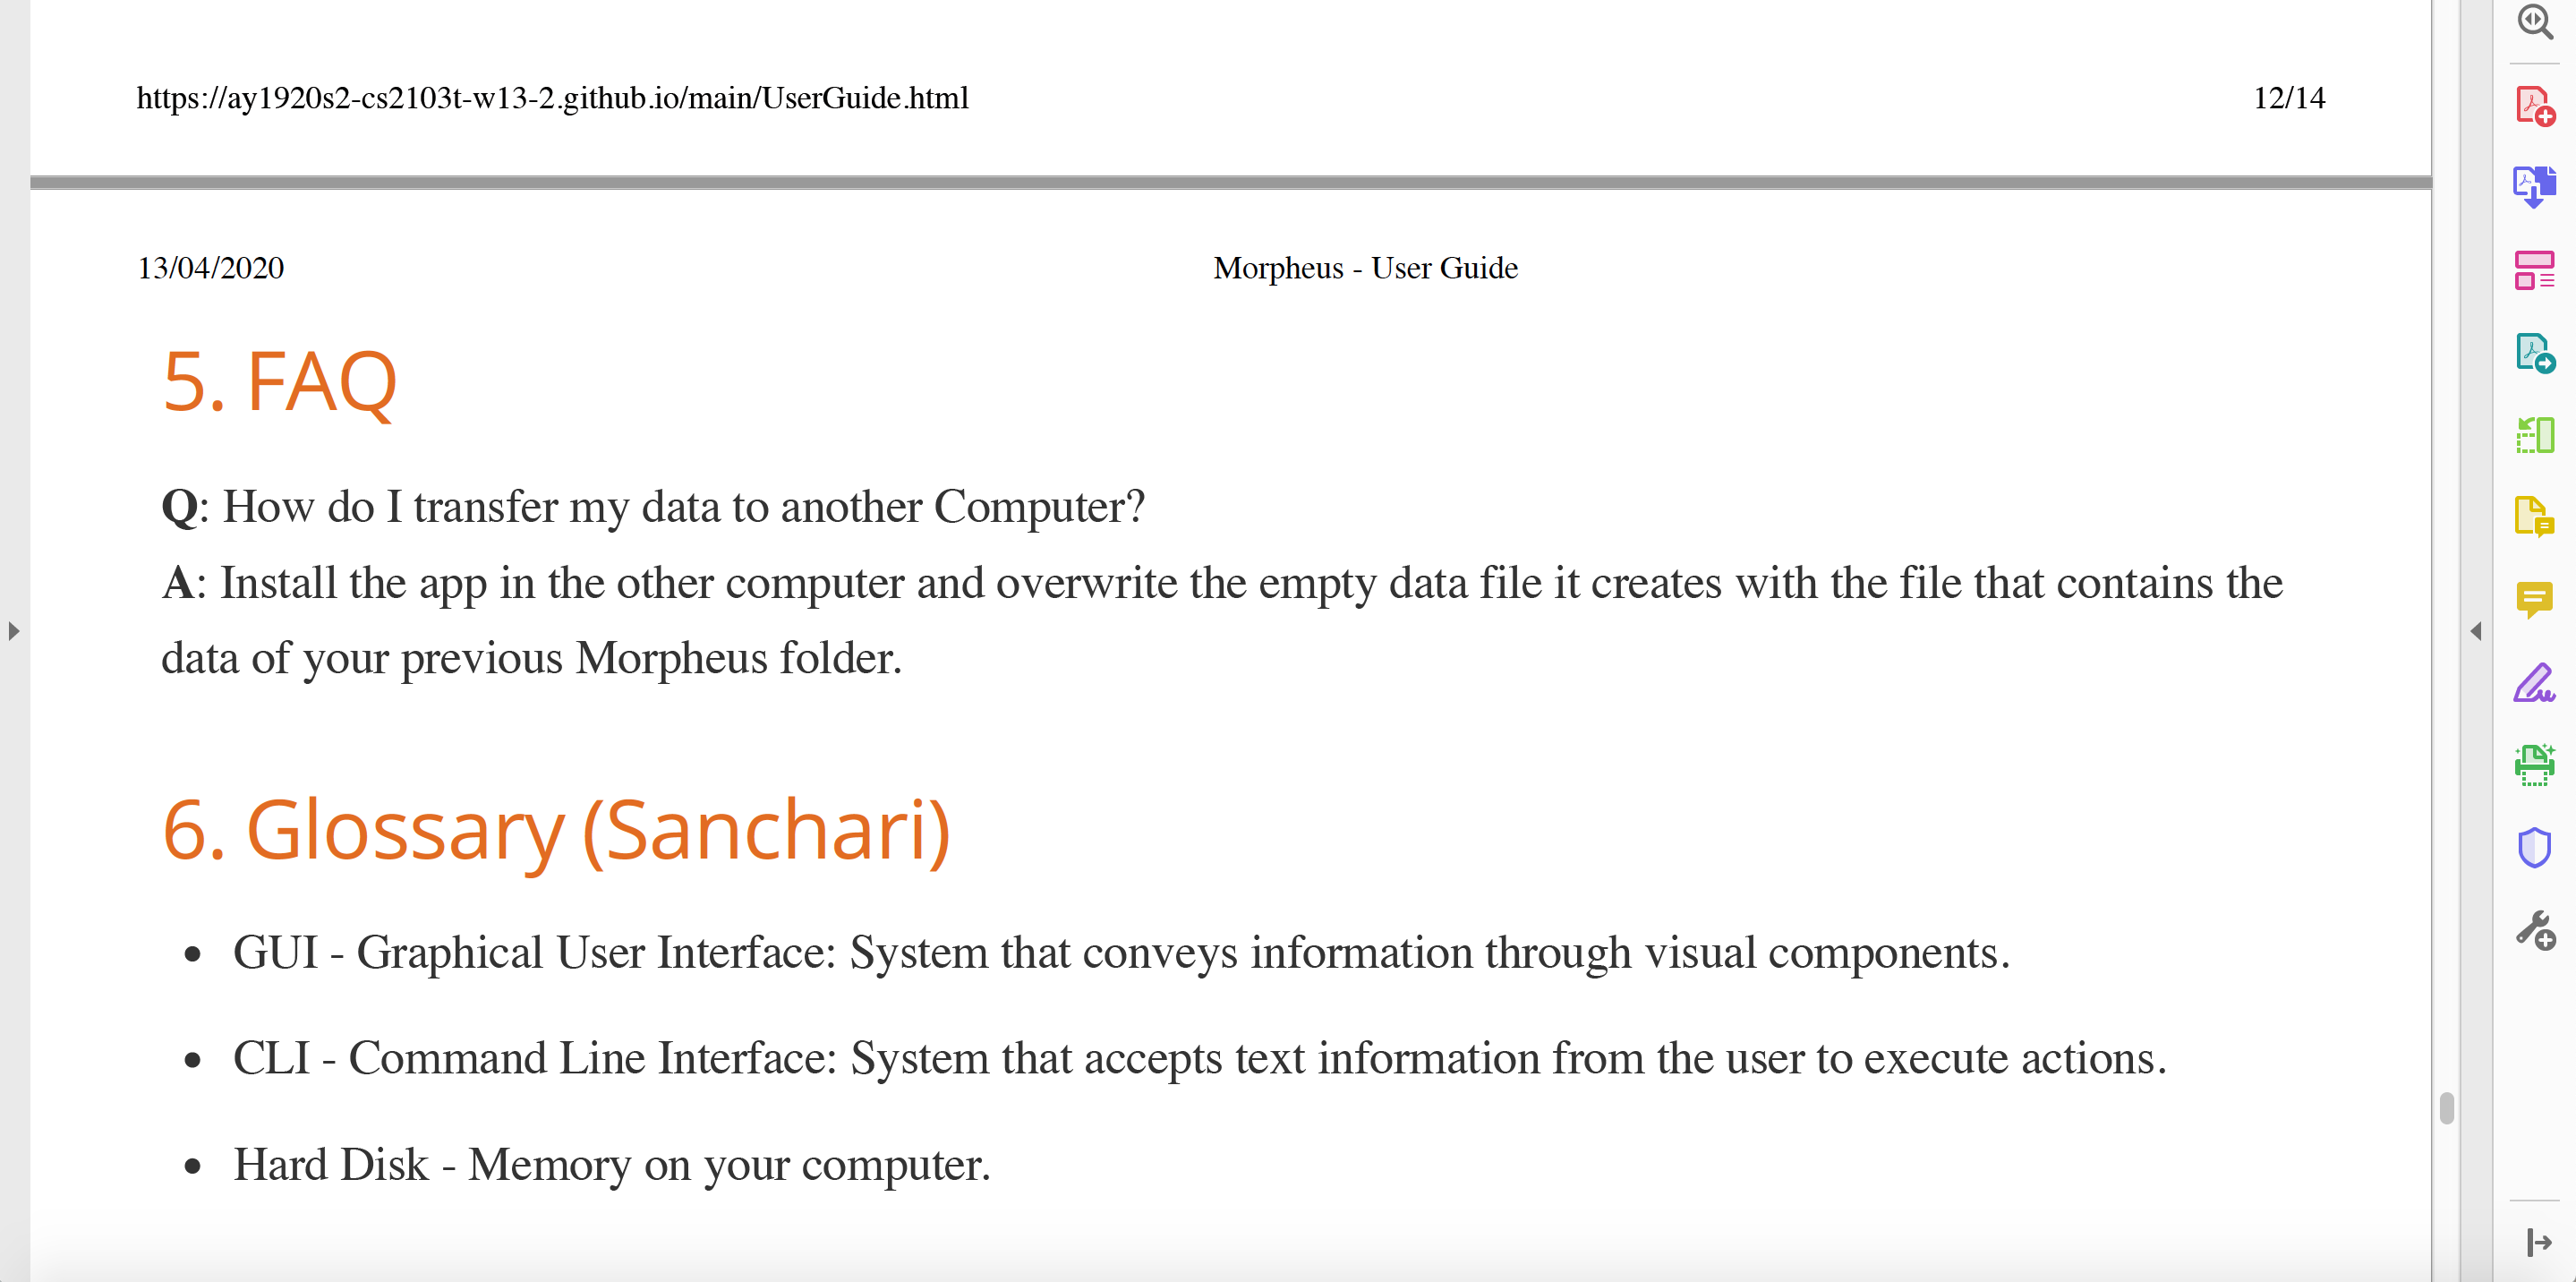 https://ay1920s2-cs2103t-w13-2.github.io/main/UserGuide.html 12/14
13/04/2020 Morpheus - User Guide
5. FAQ
Q: How do I transfer my data to another Computer?
A: Install the app in the other computer and overwrite the empty data file it creates with the file that contains the
data of your previous Morpheus folder.
6. Glossary (Sanchari)
• GUI - Graphical User Interface: System that conveys information through visual components.
• CLI - Command Line Interface: System that accepts text information from the user to execute actions.
• Hard Disk - Memory on your computer.